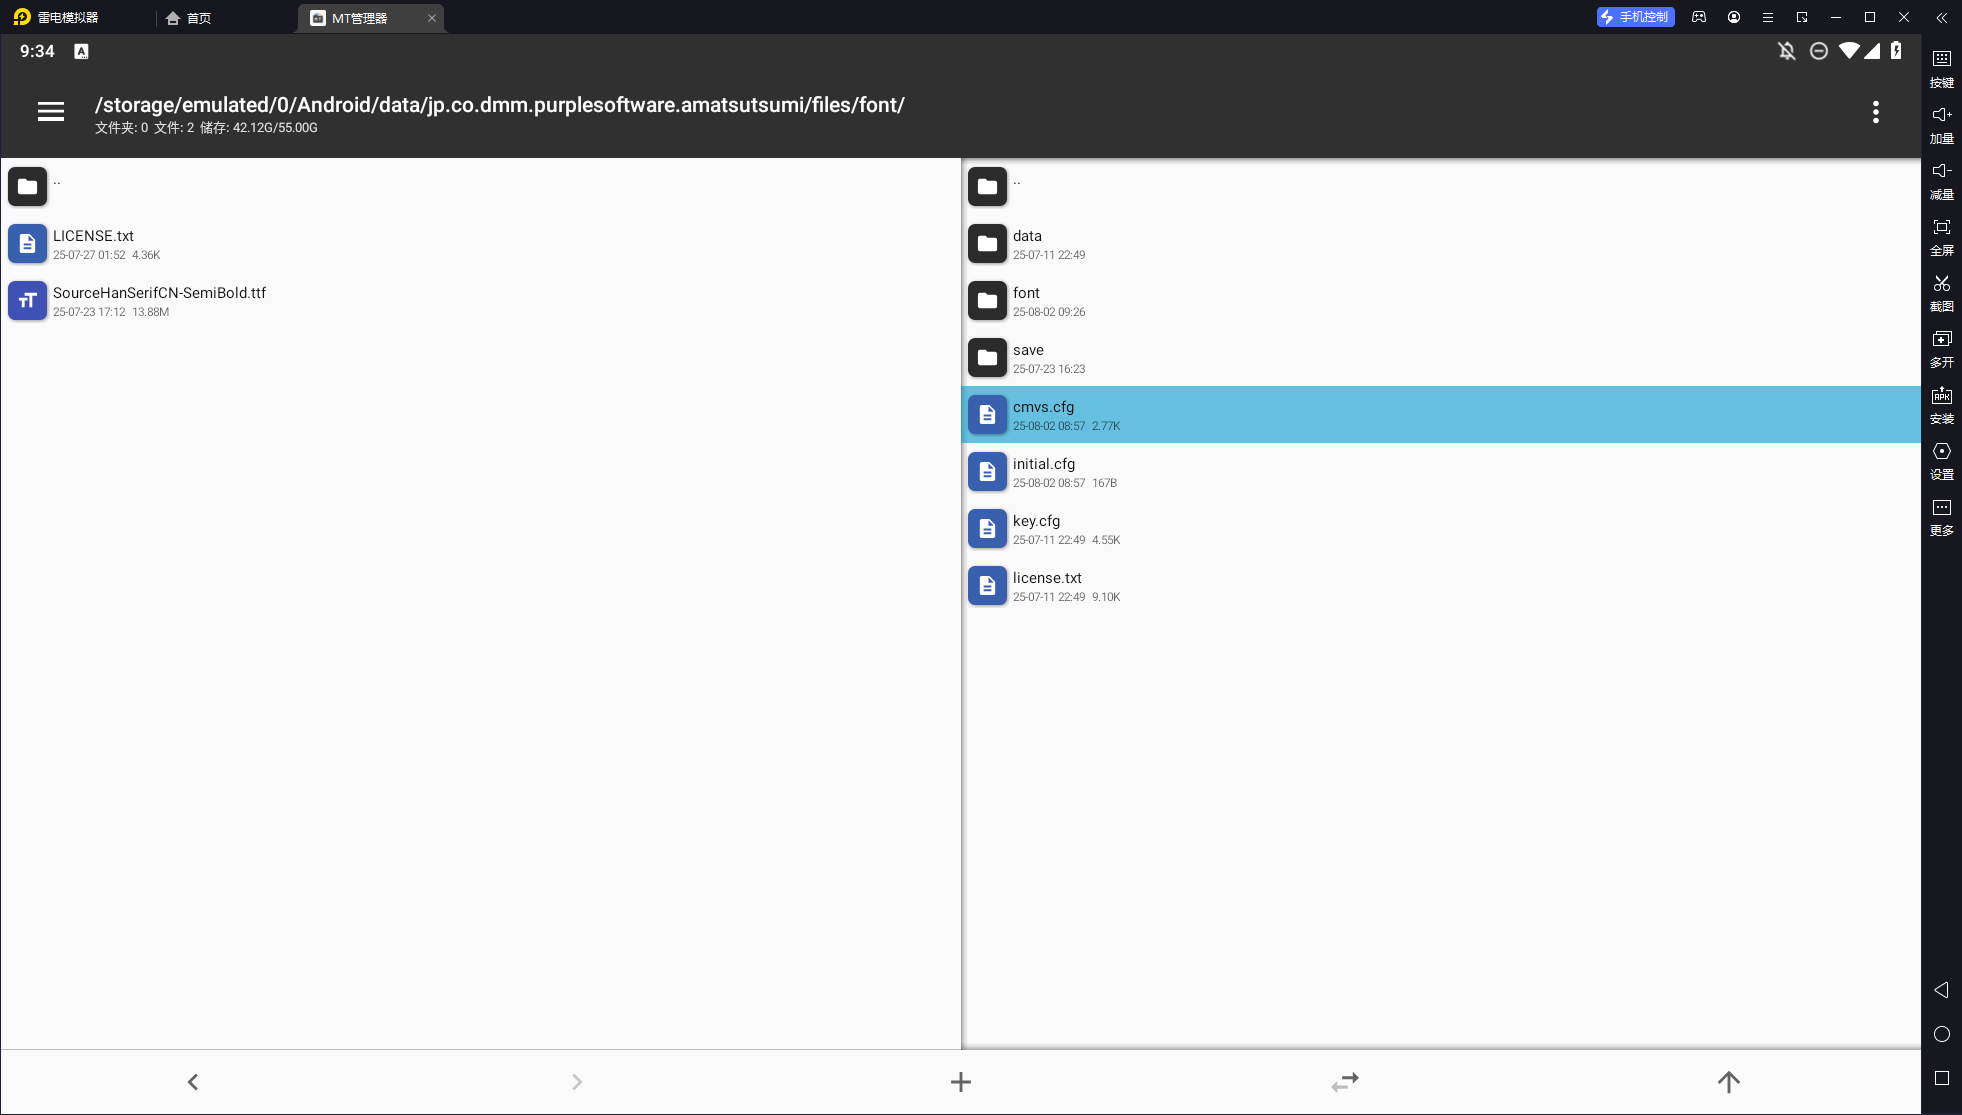 雷电模拟器
首页
MT管理器
手机控制
9:34
A
/storage/emulated/0/Android/data/jp.co.dmm.purplesoftware.amatsutsumi/files/font/
文件夹: 0 文件: 2 储存: 42.12G/55.00G
..
LICENSE.txt
25-07-27 01:52 4.36K
SourceHanSerifCN-SemiBold.ttf
25-07-23 17:12 13.88M
..
data
25-07-11 22:49
font
25-08-02 09:26
save
25-07-23 16:23
cmvs.cfg
25-08-02 08:57 2.77K
initial.cfg
25-08-02 08:57 167B
key.cfg
25-07-11 22:49 4.55K
license.txt
25-07-11 22:49 9.10K
按键
加量
减量
全屏
截图
多开
APK
安装
设置
更多